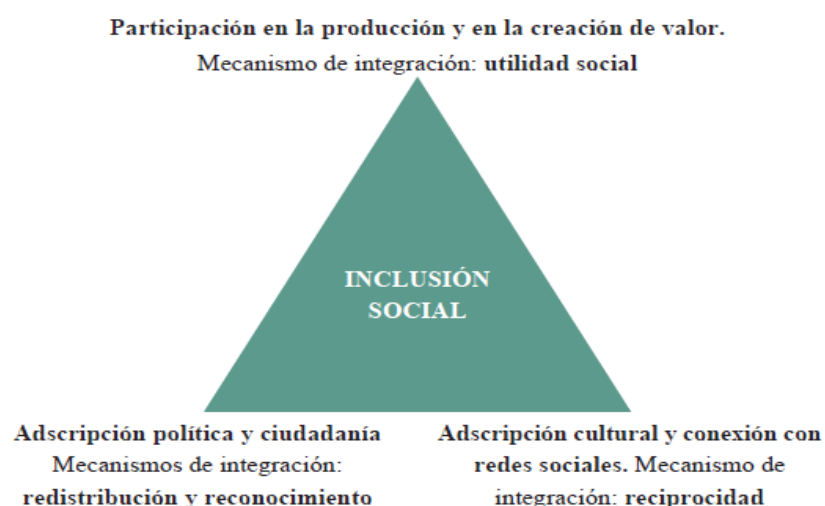 Participación en la producción y en la creación de valor.
Mecanismo de integración: utilidad social
INCLUSIÓN
SOCIAL
Adscripción política y ciudadanía
Mecanismos de integración:
redistribución y reconocimiento
Adscripción cultural y conexión con
redes sociales. Mecanismo de
integración: reciprocidad